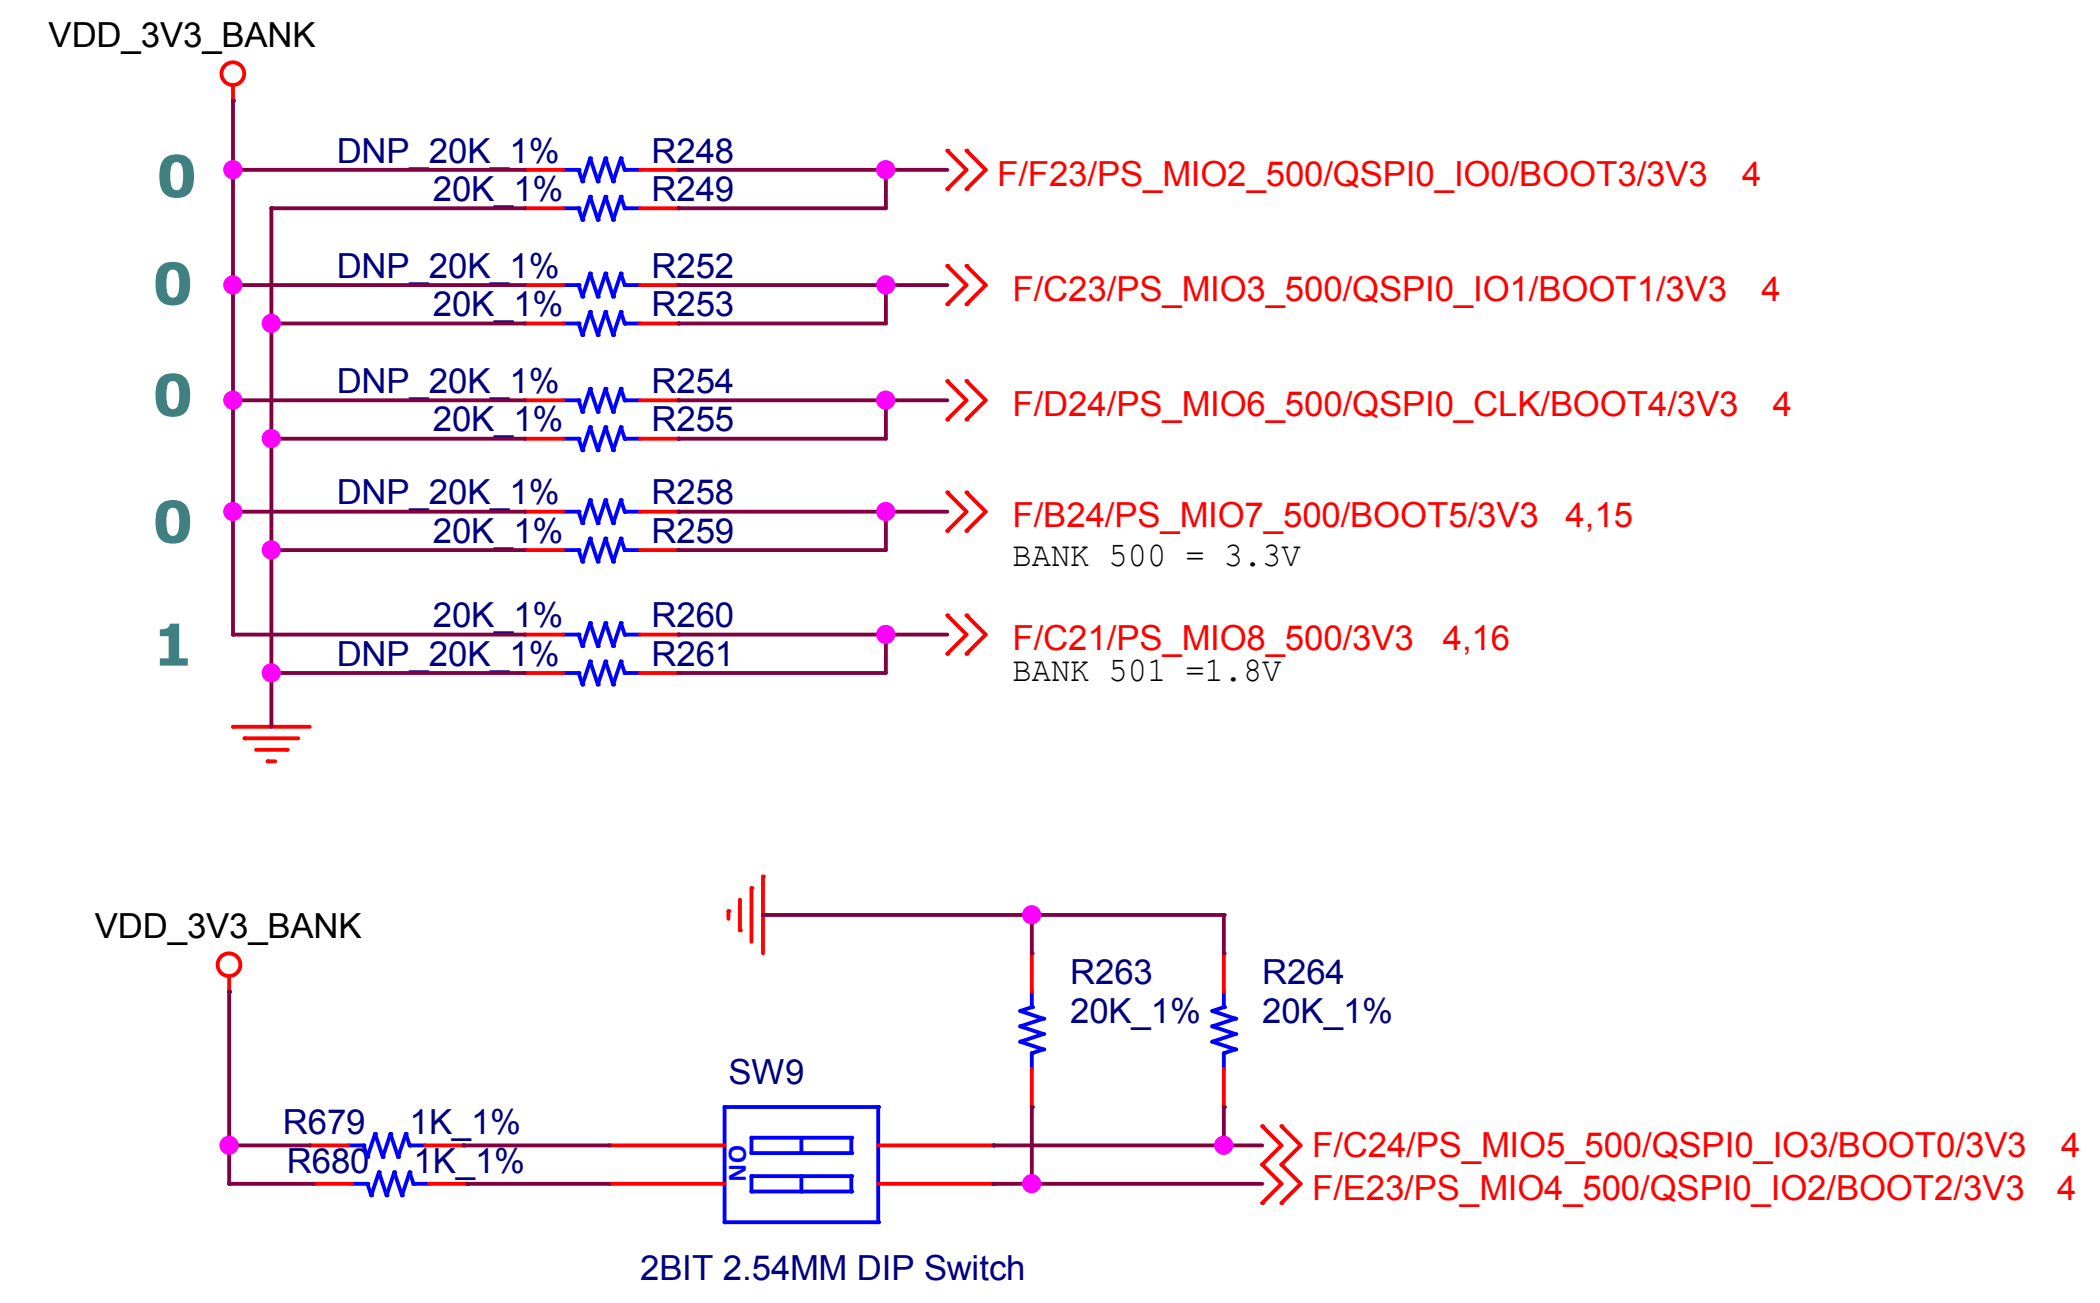 VDD_3V3_BANK
0 DNP_20K_1% R248 F/F23/PS_MIO2_500/QSPI0_IO0/BOOT3/3V3 4
20K_1% R249
0 DNP_20K_1% R252 F/C23/PS_MIO3_500/QSPI0_IO1/BOOT1/3V3 4
20K_1% R253
0 DNP_20K_1% R254 F/D24/PS_MIO6_500/QSPI0_CLK/BOOT4/3V3 4
20K_1% R255
0 DNP_20K_1% R258 F/B24/PS_MIO7_500/BOOT5/3V3 4,15
20K_1% R259 BANK 500 = 3.3V
1 20K_1% R260 F/C21/PS_MIO8_500/3V3 4,16
DNP_20K_1% R261 BANK 501 =1.8V
VDD_3V3_BANK
R263 R264
20K_1% 20K_1%
SW9
R679 1K_1% F/C24/PS_MIO5_500/QSPI0_IO3/BOOT0/3V3 4
R680 1K_1% ON F/E23/PS_MIO4_500/QSPI0_IO2/BOOT2/3V3 4
2BIT 2.54MM DIP Switch